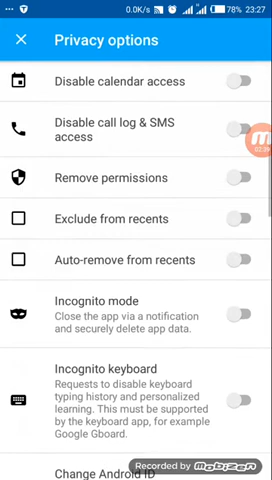 0.0K/s 78% 23:27
Privacy options
Disable calendar access
Disable call log & SMS
access
02:39
Remove permissions
Exclude from recents
Auto-remove from recents
Incognito mode
Close the app via a notification
and securely delete app data.
Incognito keyboard
Requests to disable keyboard
typing history and personalized
learning. This must be supported
by the keyboard app, for example
Google Gboard.
Change Android ID
Recorded by mobizen